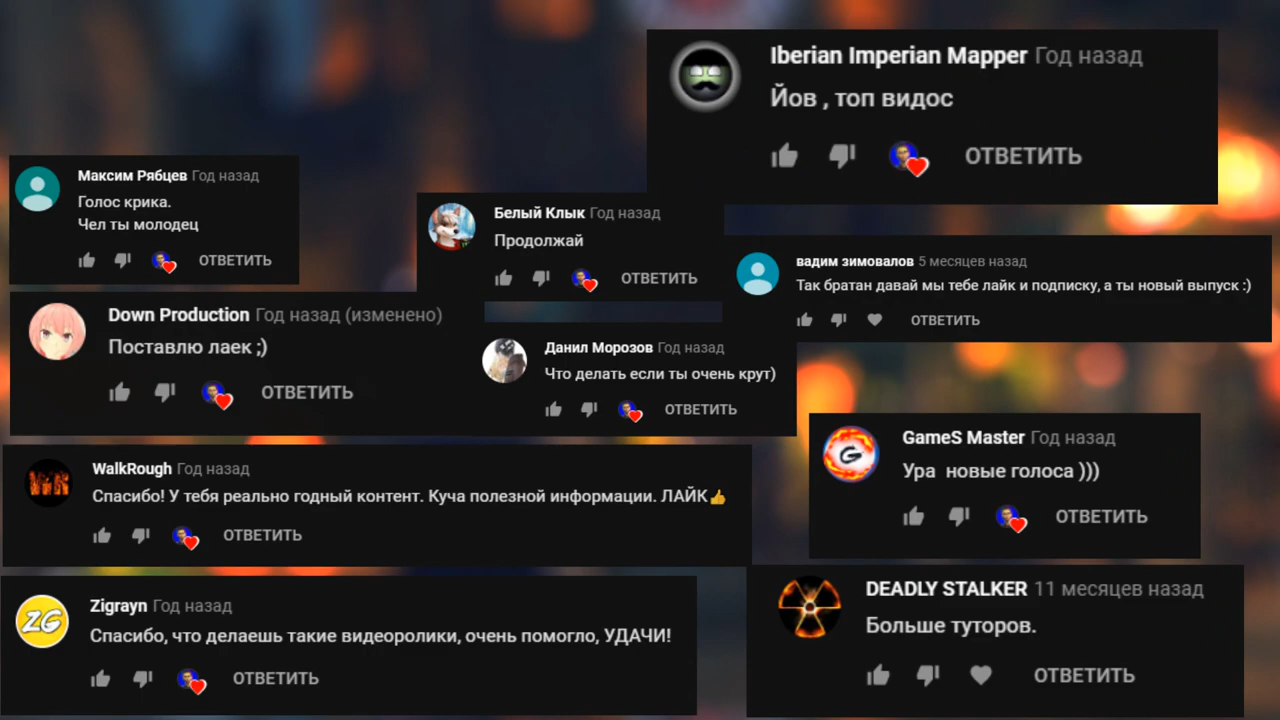 Iberian Imperian Mapper Год назад
Йов , топ видос
ОТВЕТИТЬ
Максим Рябцев Год назад
Голос крика.
Чел ты молодец
ОТВЕТИТЬ
Белый Клык Год назад
Продолжай
ОТВЕТИТЬ
вадим зимовалов 5 месяцев назад
Так братан давай мы тебе лайк и подписку, а ты новый выпуск :)
ОТВЕТИТЬ
Down Production Год назад (изменено)
Поставлю лаек ;)
ОТВЕТИТЬ
Данил Морозов Год назад
Что делать если ты очень крут)
ОТВЕТИТЬ
GameS Master Год назад
Ура новые голоса )))
ОТВЕТИТЬ
G
WalkRough Год назад
Спасибо! У тебя реально годный контент. Куча полезной информации. ЛАЙК👍
ОТВЕТИТЬ
WR
Zigrayn Год назад
Спасибо, что делаешь такие видеоролики, очень помогло, УДАЧИ!
ОТВЕТИТЬ
ZG
DEADLY STALKER 11 месяцев назад
Больше туторов.
ОТВЕТИТЬ